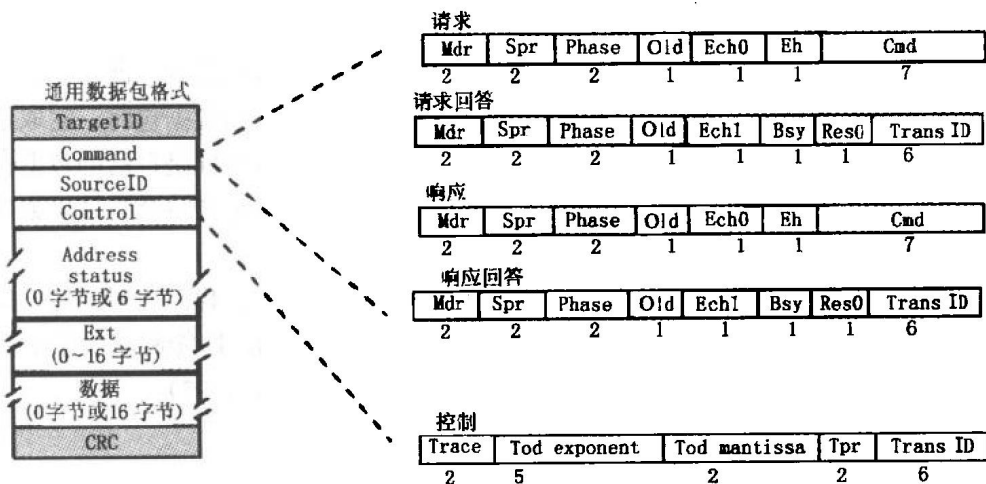 通用数据包格式
TargetID
Command
SourceID
Control
Address
status
(0 字节或 6 字节)
Ext
(0~16 字节)
数据
(0字节或16 字节)
CRC
请求
Mdr Spr Phase Old Ech0 Eh Cmd
2 2 2 1 1 1 7
请求回答
Mdr Spr Phase Old Ech1 Bsy Res0 Trans ID
2 2 2 1 1 1 1 6
响应
Mdr Spr Phase Old Ech0 Eh Cmd
2 2 2 1 1 1 7
响应回答
Mdr Spr Phase Old Ech1 Bsy Res0 Trans ID
2 2 2 1 1 1 1 6
控制
Trace Tod exponent Tod mantissa Tpr Trans ID
2 5 2 2 6